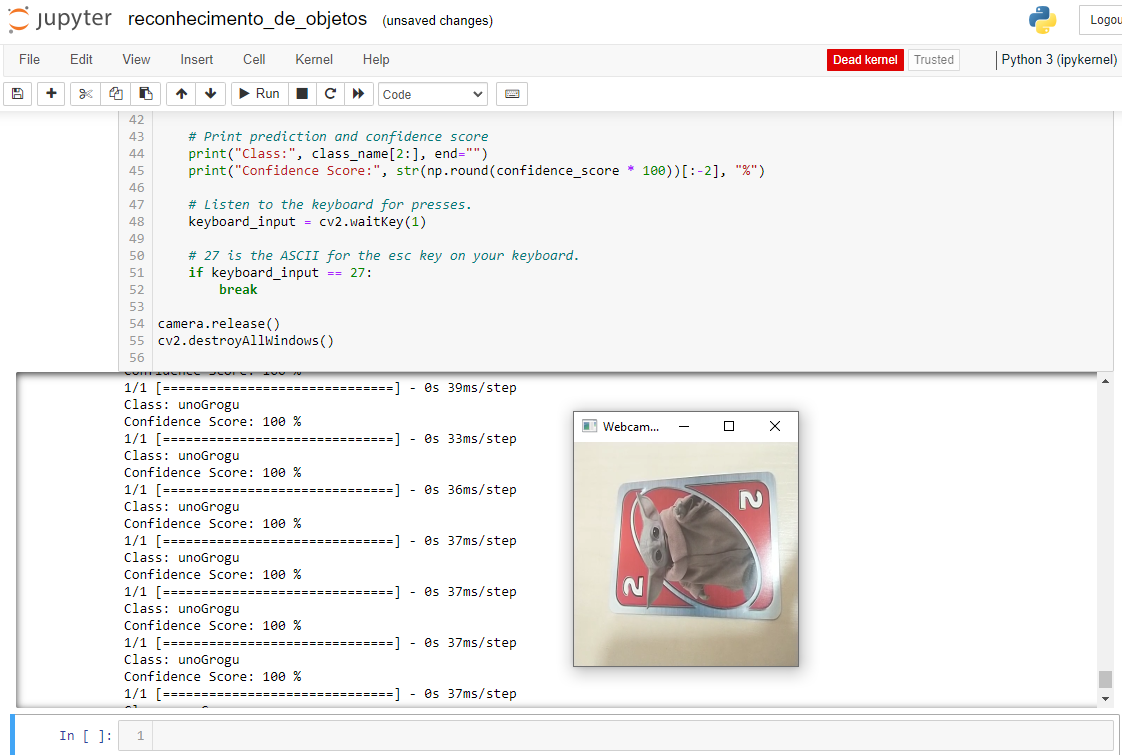 jupyter reconhecimento_de_objetos (unsaved changes)
Logou
File Edit View Insert Cell Kernel Help
Dead kernel Trusted Python 3 (ipykernel)
Run Code
42
43 # Print prediction and confidence score
44 print("Class:", class_name[2:], end="")
45 print("Confidence Score:", str(np.round(confidence_score * 100))[:-2], "%")
46
47 # Listen to the keyboard for presses.
48 keyboard_input = cv2.waitKey(1)
49
50 # 27 is the ASCII for the esc key on your keyboard.
51 if keyboard_input == 27:
52 break
53
54 camera.release()
55 cv2.destroyAllWindows()
56
Confidence Score: 100 %
1/1 [==============================] - 0s 39ms/step
Class: unoGrogu
Confidence Score: 100 %
1/1 [==============================] - 0s 33ms/step
Class: unoGrogu
Confidence Score: 100 %
1/1 [==============================] - 0s 36ms/step
Class: unoGrogu
Confidence Score: 100 %
1/1 [==============================] - 0s 37ms/step
Class: unoGrogu
Confidence Score: 100 %
1/1 [==============================] - 0s 37ms/step
Class: unoGrogu
Confidence Score: 100 %
1/1 [==============================] - 0s 37ms/step
Class: unoGrogu
Confidence Score: 100 %
1/1 [==============================] - 0s 37ms/step
Webcam...
2
2
In [ ]: 1